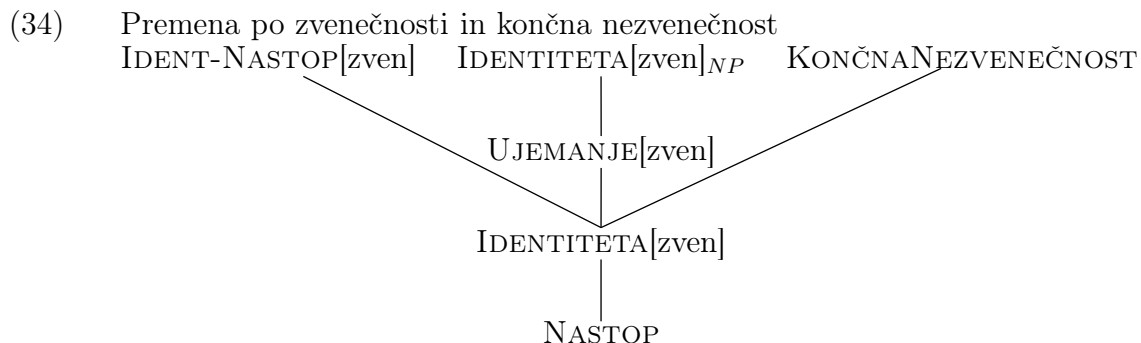 (34) Premena po zvenečnosti in končna nezvenečnost
IDENT-NASTOP[zven] IDENTITETA[zven]NP KONČNANEZVENEČNOST
UJEMANJE[zven]
IDENTITETA[zven]
NASTOP